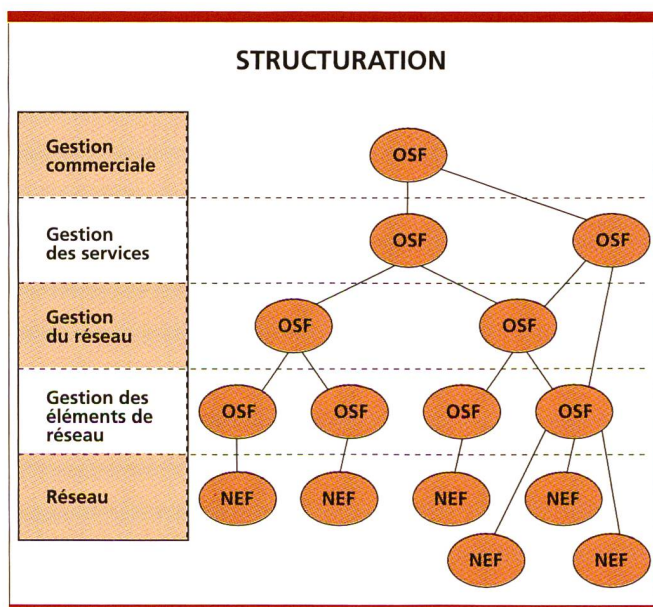 STRUCTURATION
Gestion
commerciale
OSF
Gestion
des services
OSF
OSF
Gestion
du réseau
OSF
OSF
Gestion des
éléments de
réseau
OSF
OSF
OSF
OSF
Réseau
NEF
NEF
NEF
NEF
NEF
NEF